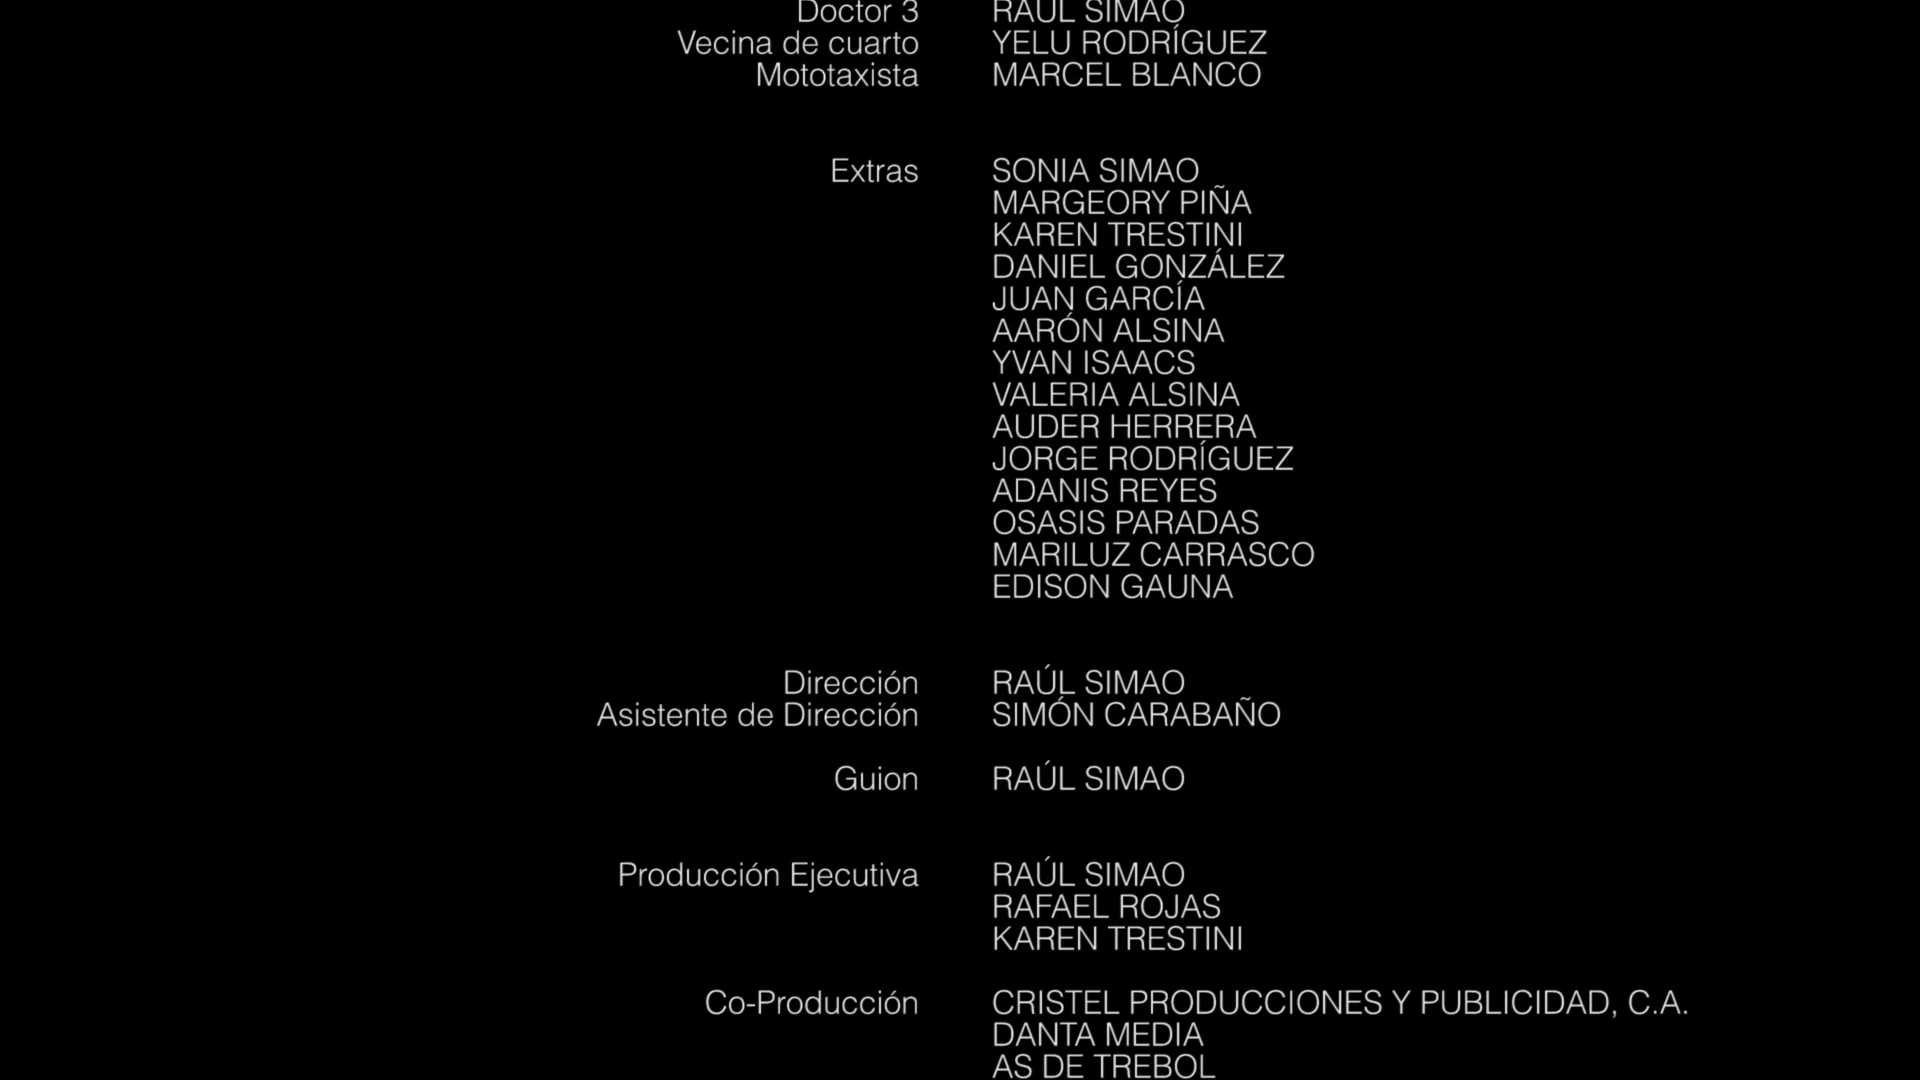 Doctor 3 RAÚL SIMAO
Vecina de cuarto YELU RODRÍGUEZ
Mototaxista MARCEL BLANCO
Extras SONIA SIMAO
MARGEORY PIÑA
KAREN TRESTINI
DANIEL GONZÁLEZ
JUAN GARCÍA
AARÓN ALSINA
YVAN ISAACS
VALERIA ALSINA
AUDER HERRERA
JORGE RODRÍGUEZ
ADANIS REYES
OSASIS PARADAS
MARILUZ CARRASCO
EDISON GAUNA
Dirección RAÚL SIMAO
Asistente de Dirección SIMÓN CARABAÑO
Guion RAÚL SIMAO
Producción Ejecutiva RAÚL SIMAO
RAFAEL ROJAS
KAREN TRESTINI
Co-Producción CRISTEL PRODUCCIONES Y PUBLICIDAD, C.A.
DANTA MEDIA
AS DE TREBOL